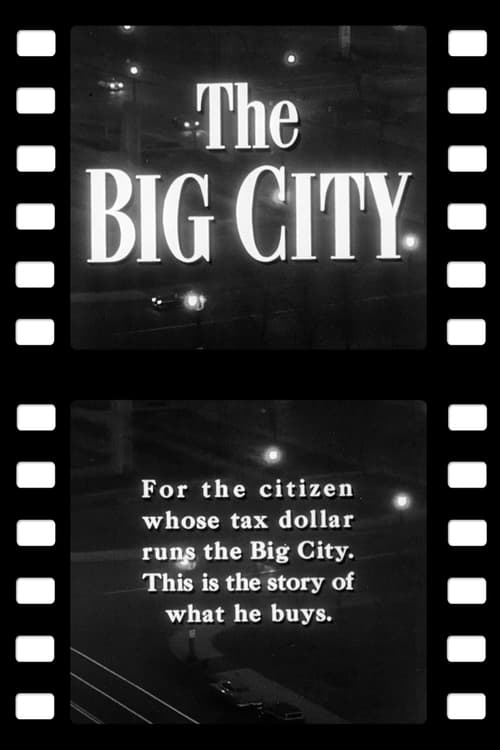 The
BIG CITY
For the citizen
whose tax dollar
runs the Big City.
This is the story of
what he buys.